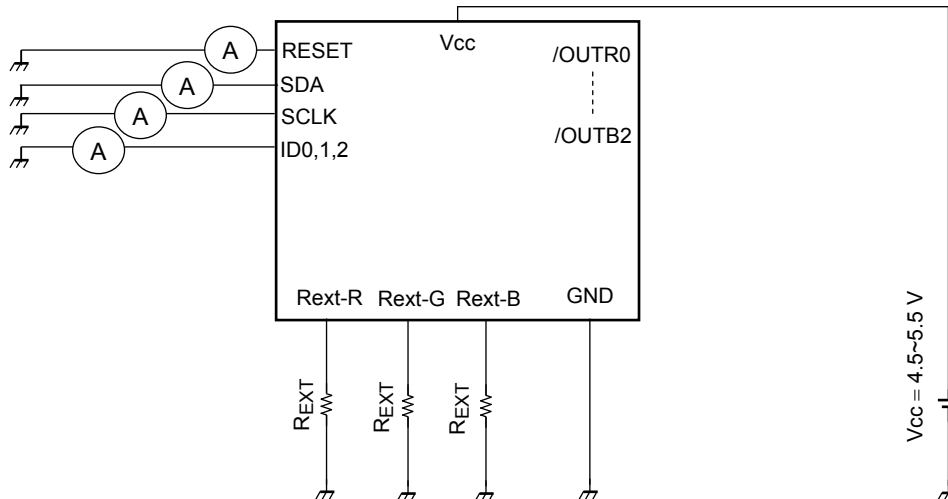 Vcc
A
RESET
/OUTR0
A
SDA
A
SCLK
/OUTB2
A
ID0,1,2
Rext-R
Rext-G
Rext-B
GND
REXT
REXT
REXT
Vcc = 4.5~5.5 V